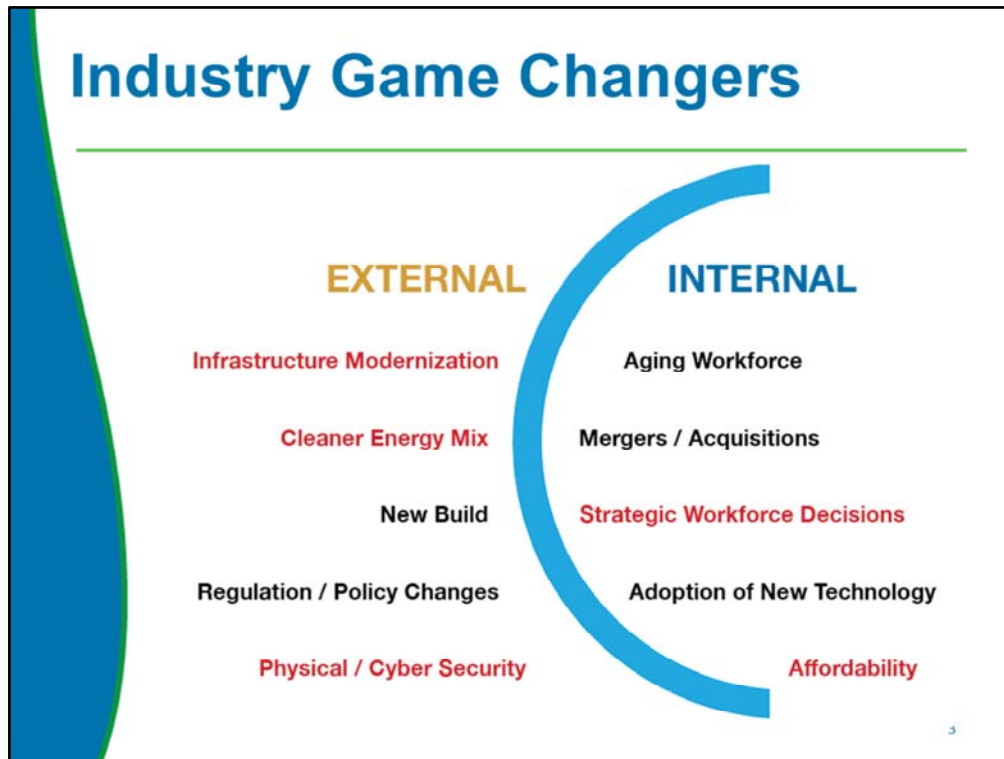 Industry Game Changers
EXTERNAL
Infrastructure Modernization
Cleaner Energy Mix
New Build
Regulation / Policy Changes
Physical / Cyber Security
INTERNAL
Aging Workforce
Mergers / Acquisitions
Strategic Workforce Decisions
Adoption of New Technology
Affordability
3